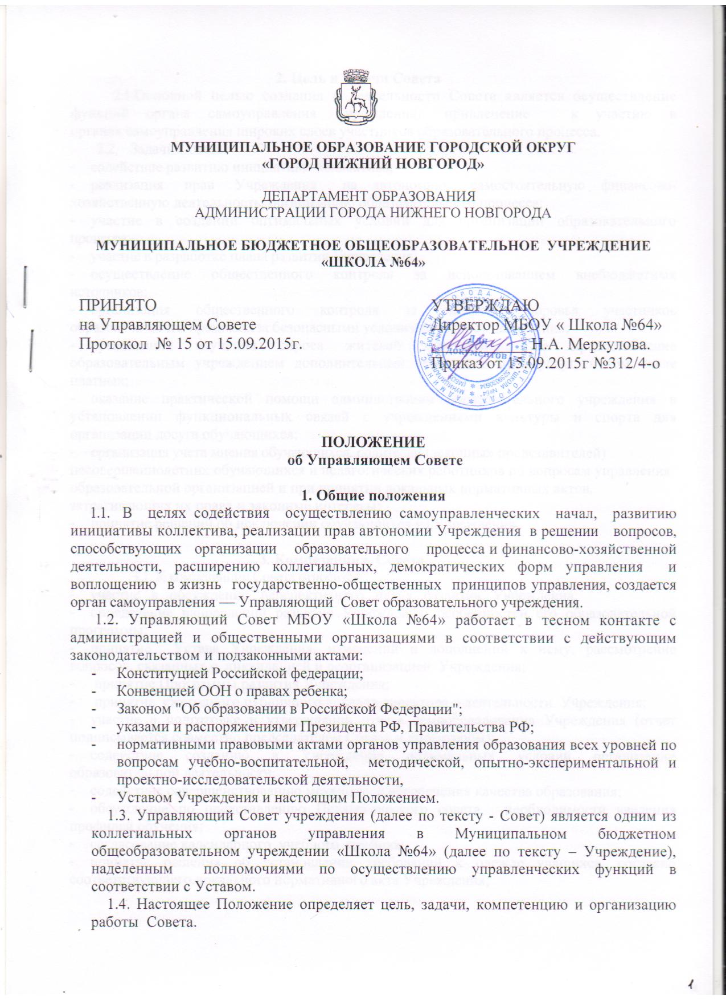 МУНИЦИПАЛЬНОЕ ОБРАЗОВАНИЕ ГОРОДСКОЙ ОКРУГ
«ГОРОД НИЖНИЙ НОВГОРОД»
ДЕПАРТАМЕНТ ОБРАЗОВАНИЯ
АДМИНИСТРАЦИИ ГОРОДА НИЖНЕГО НОВГОРОДА
МУНИЦИПАЛЬНОЕ БЮДЖЕТНОЕ ОБЩЕОБРАЗОВАТЕЛЬНОЕ УЧРЕЖДЕНИЕ
«ШКОЛА №64»
ПРИНЯТО
на Управляющем Совете
Протокол № 15 от 15.09.2015г.
УТВЕРЖДАЮ
Директор МБОУ « Школа №64»
Н.А. Меркулова.
Приказ от 15.09.2015г №312/4-о
Для
документов
ПОЛОЖЕНИЕ
об Управляющем Совете
1. Общие положения
1.1. В целях содействия осуществлению самоуправленческих начал, развитию
инициативы коллектива, реализации прав автономии Учреждения в решении вопросов,
способствующих организации образовательного процесса и финансово-хозяйственной
деятельности, расширению коллегиальных, демократических форм управления и
воплощению в жизнь государственно-общественных принципов управления, создается
орган самоуправления — Управляющий Совет образовательного учреждения.
1.2. Управляющий Совет МБОУ «Школа №64» работает в тесном контакте с
администрацией и общественными организациями в соответствии с действующим
законодательством и подзаконными актами:
- Конституцией Российской федерации;
- Конвенцией ООН о правах ребенка;
- Законом "Об образовании в Российской Федерации";
- указами и распоряжениями Президента РФ, Правительства РФ;
- нормативными правовыми актами органов управления образования всех уровней по
вопросам учебно-воспитательной, методической, опытно-экспериментальной и
проектно-исследовательской деятельности,
- Уставом Учреждения и настоящим Положением.
1.3. Управляющий Совет учреждения (далее по тексту - Совет) является одним из
коллегиальных органов управления в Муниципальном бюджетном
общеобразовательном учреждении «Школа №64» (далее по тексту – Учреждение),
наделенным полномочиями по осуществлению управленческих функций в
соответствии с Уставом.
1.4. Настоящее Положение определяет цель, задачи, компетенцию и организацию
работы Совета.
1